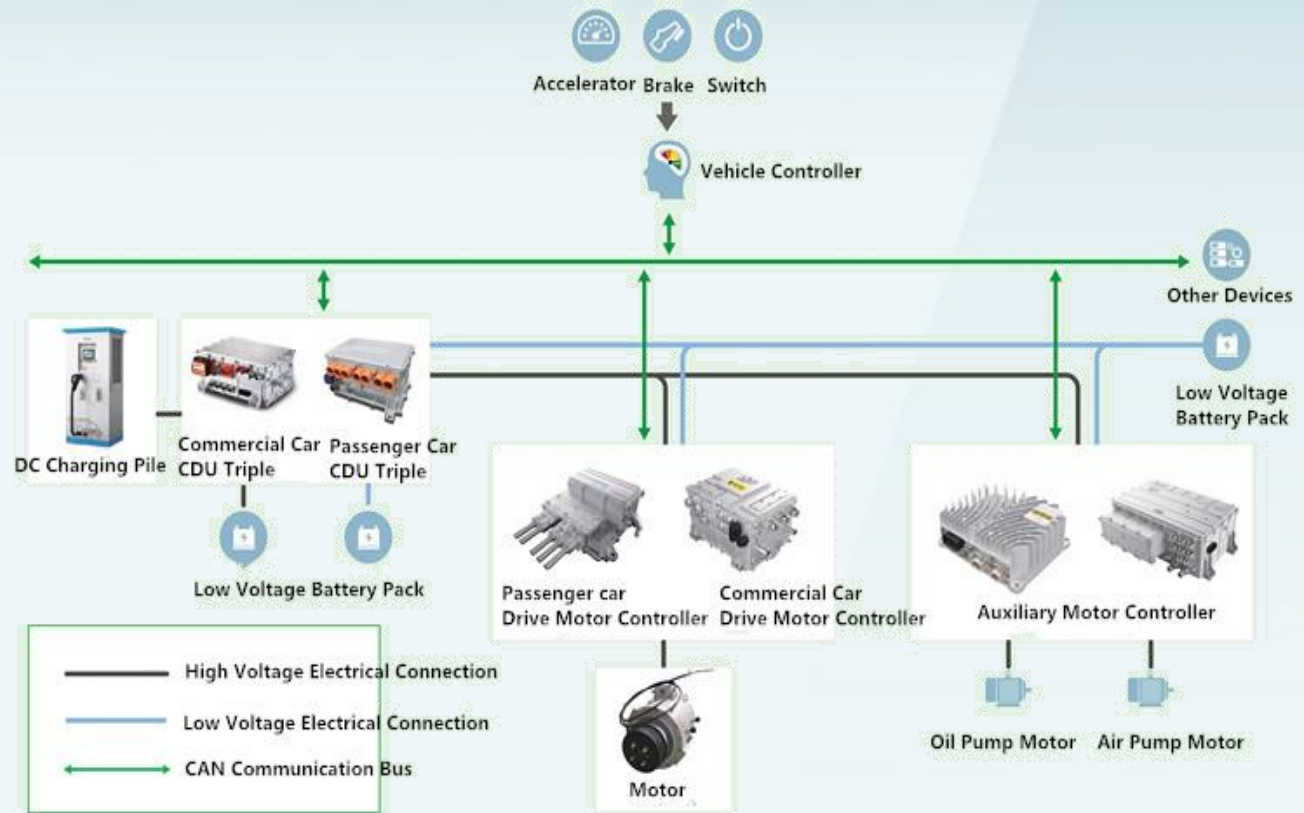 Accelerator Brake Switch
Vehicle Controller
Other Devices
Low Voltage
Battery Pack
DC Charging Pile
Commercial Car
CDU Triple
Passenger Car
CDU Triple
Low Voltage Battery Pack
Passenger car
Drive Motor Controller
Commercial Car
Drive Motor Controller
Auxiliary Motor Controller
Motor
Oil Pump Motor
Air Pump Motor
High Voltage Electrical Connection
Low Voltage Electrical Connection
CAN Communication Bus